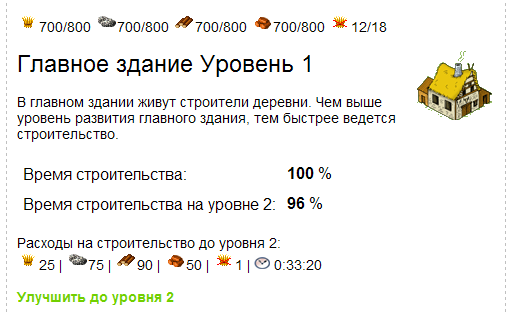 700/800 700/800 700/800 700/800 12/18
Главное здание Уровень 1
В главном здании живут строители деревни. Чем выше
уровень развития главного здания, тем быстрее ведется
строительство.
Время строительства: 100 %
Время строительства на уровне 2: 96 %
Расходы на строительство до уровня 2:
25 | 75 | 90 | 50 | 1 | 0:33:20
Улучшить до уровня 2